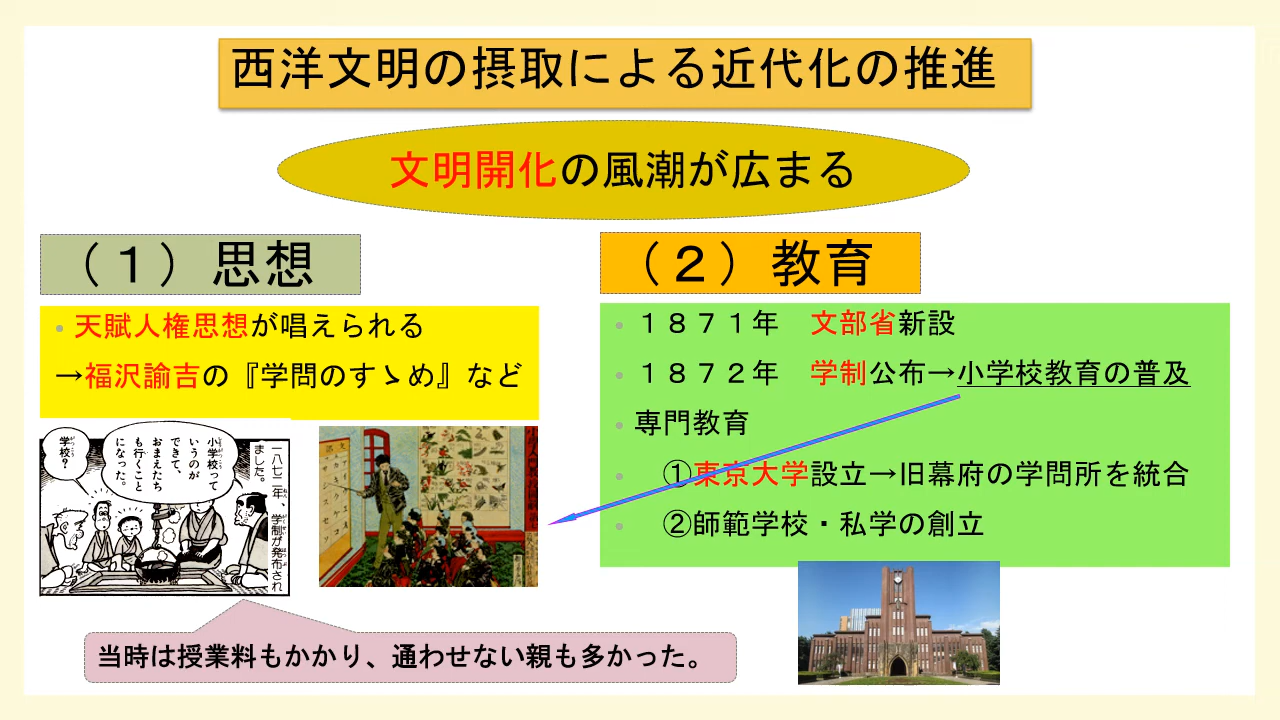 西洋文明の摂取による近代化の推進
文明開化の風潮が広まる
（１）思想
・天賦人権思想が唱えられる
→福沢諭吉の『学問のすゝめ』など
（２）教育
・１８７１年　文部省新設
・１８７２年　学制公布→小学校教育の普及
・専門教育
・　①東京大学設立→旧幕府の学問所を統合
・　②師範学校・私学の創立
一八七二年、学制が発布され
ました。
小学校って
いうのが
できて、
おまえたち
も行くこと
になった。
学校？
当時は授業料もかかり、通わせない親も多かった。